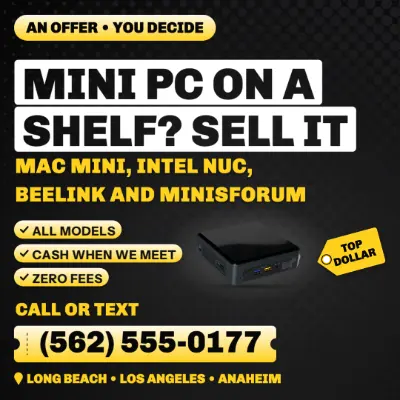 AN OFFER • YOU DECIDE
MINI PC ON A
SHELF? SELL IT
MAC MINI, INTEL NUC,
BEELINK AND MINISFORUM
ALL MODELS
CASH WHEN WE MEET
ZERO FEES
TOP
DOLLAR
CALL OR TEXT
(562) 555-0177
LONG BEACH • LOS ANGELES • ANAHEIM